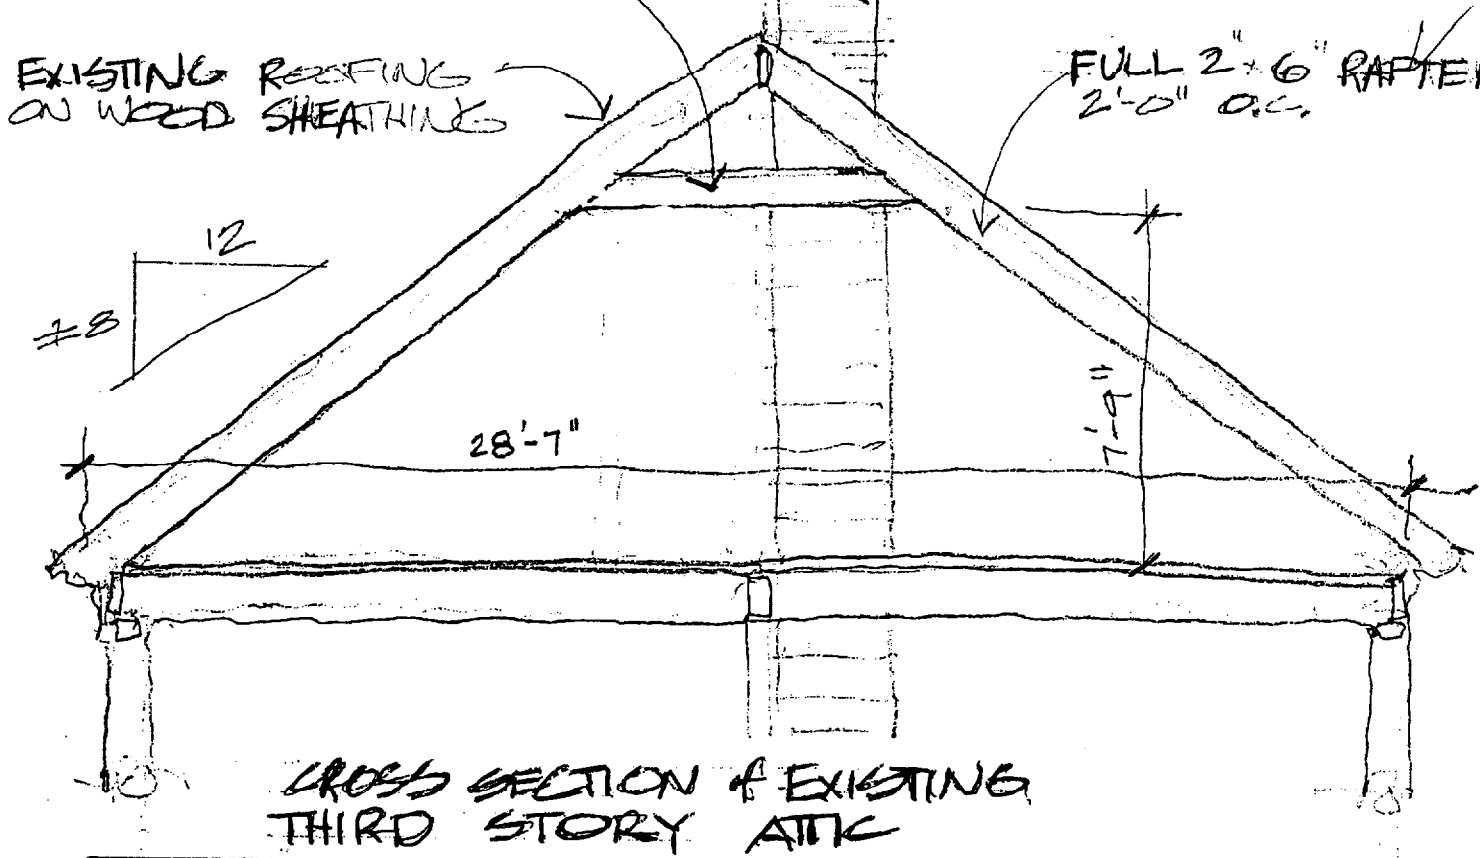 EXISTING ROOFING
ON WOOD SHEATHING
FULL 2" x 6" RAFTE
2'-0" O.C.
12
±8
28'-7"
7'-9"
CROSS SECTION of EXISTING
THIRD STORY ATTIC